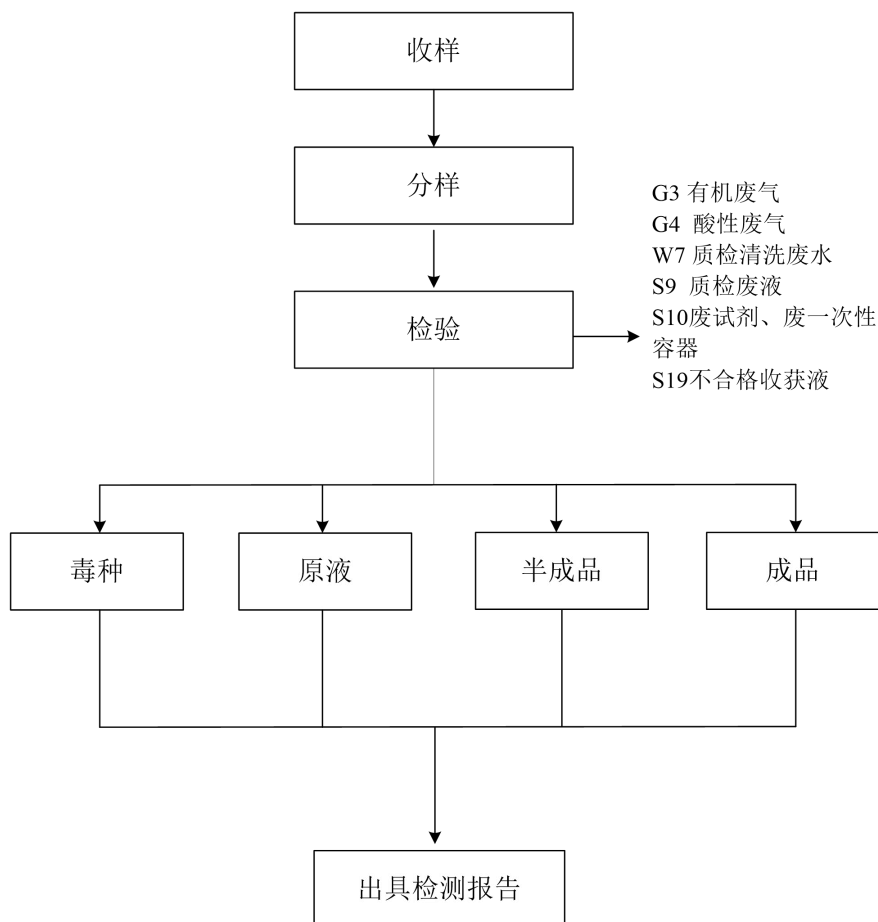 收样
分样
G3 有机废气
G4 酸性废气
W7 质检清洗废水
S9 质检废液
S10废试剂、废一次性
容器
S19不合格收获液
检验
毒种
原液
半成品
成品
出具检测报告